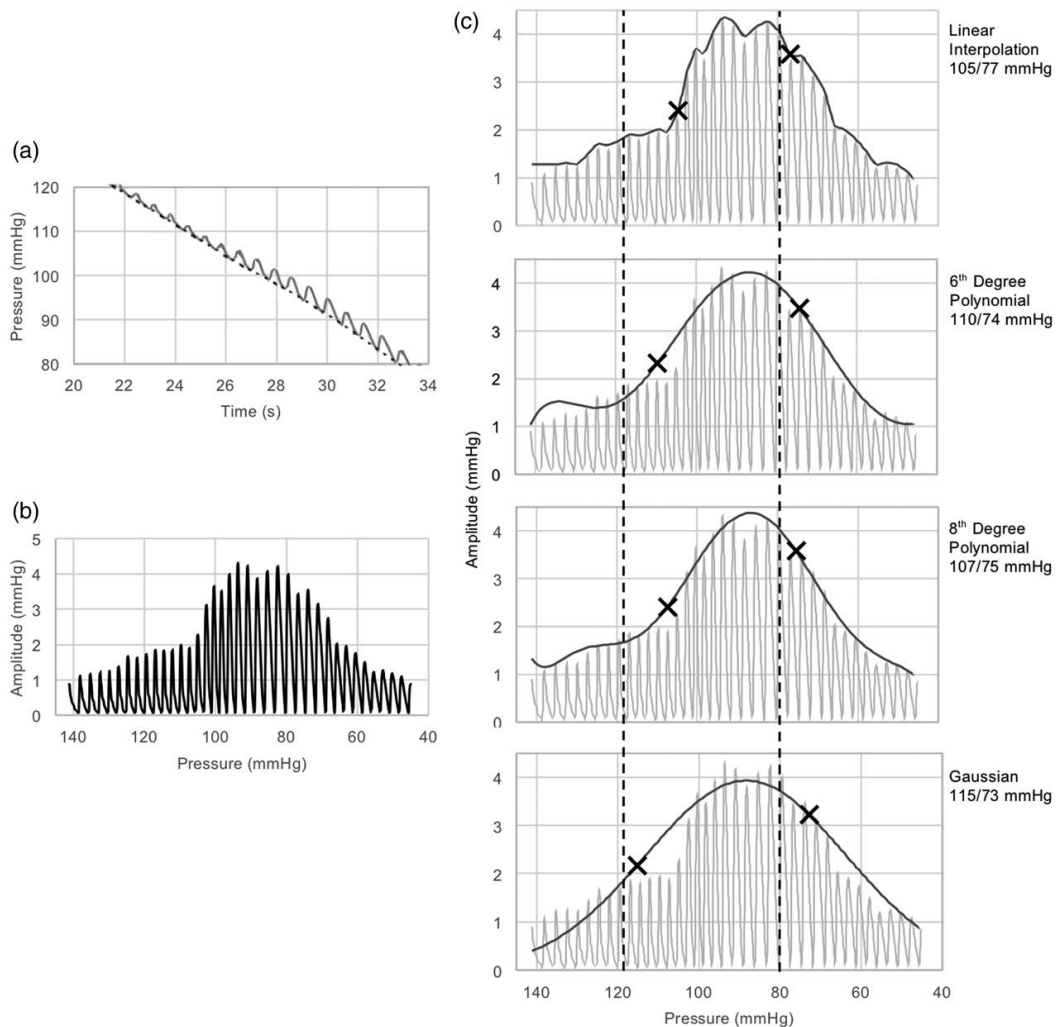 (a)
120
110
100
90
80
Pressure (mmHg)
20
22
24
26
28
30
32
34
Time (s)
(b)
5
4
3
2
1
0
Amplitude (mmHg)
140
120
100
80
60
40
Pressure (mmHg)
(c)
4
3
2
1
0
Linear
Interpolation
105/77 mmHg
4
3
2
1
0
6th Degree
Polynomial
110/74 mmHg
Amplitude (mmHg)
4
3
2
1
0
8th Degree
Polynomial
107/75 mmHg
4
3
2
1
0
Gaussian
115/73 mmHg
140
120
100
80
60
40
Pressure (mmHg)